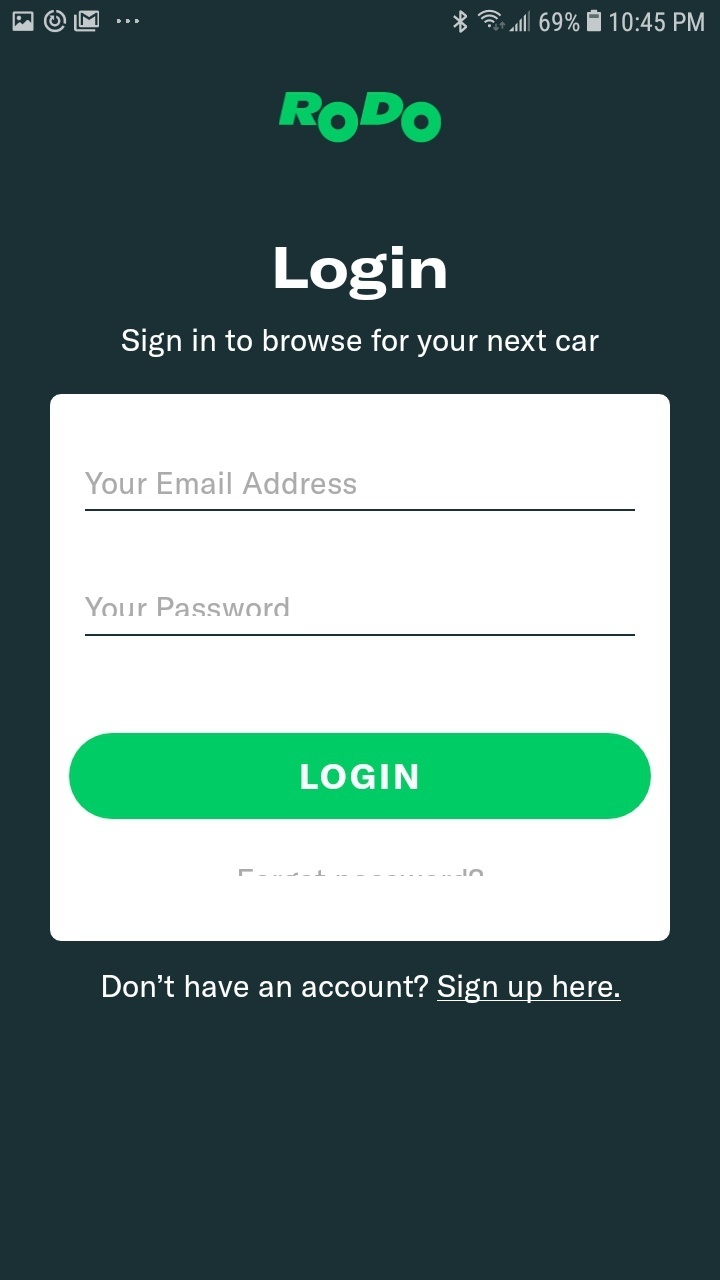 69% 10:45 PM
RoDo
Login
Sign in to browse for your next car
Your Email Address
Your Password
LOGIN
Forgot password?
Don’t have an account? Sign up here.